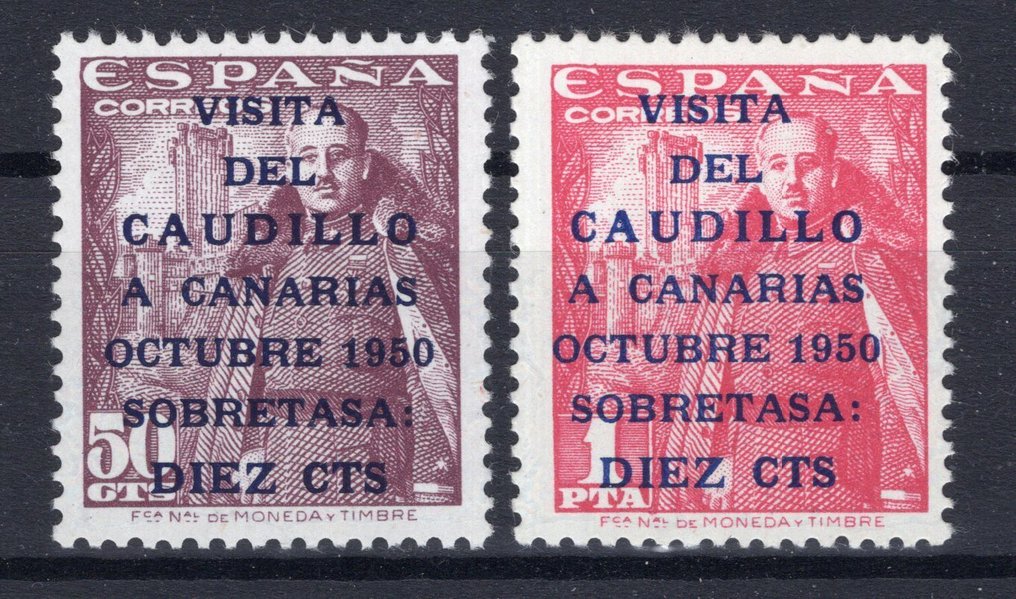 ESPAÑA
CORREOS
VISITA
DEL
CAUDILLO
A CANARIAS
OCTUBRE 1950
SOBRETASA:
50
CTS
DIEZ CTS
FCA NAL DE MONEDA Y TIMBRE
ESPAÑA
CORREOS
VISITA
DEL
CAUDILLO
A CANARIAS
OCTUBRE 1950
SOBRETASA:
1
PTA
DIEZ CTS
FCA NAL DE MONEDA Y TIMBRE